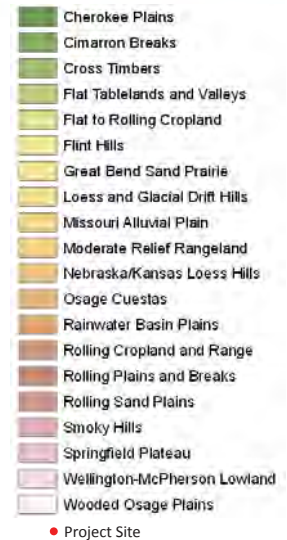 Cherokee Plains
Cimarron Breaks
Cross Timbers
Flat Tablelands and Valleys
Flat to Rolling Cropland
Flint Hills
Great Bend Sand Prairie
Loess and Glacial Drift Hills
Missouri Alluvial Plain
Moderate Relief Rangeland
Nebraska/Kansas Loess Hills
Osage Cuestas
Rainwater Basin Plains
Rolling Cropland and Range
Rolling Plains and Breaks
Rolling Sand Plains
Smoky Hills
Springfield Plateau
Wellington-McPherson Lowland
Wooded Osage Plains
Project Site